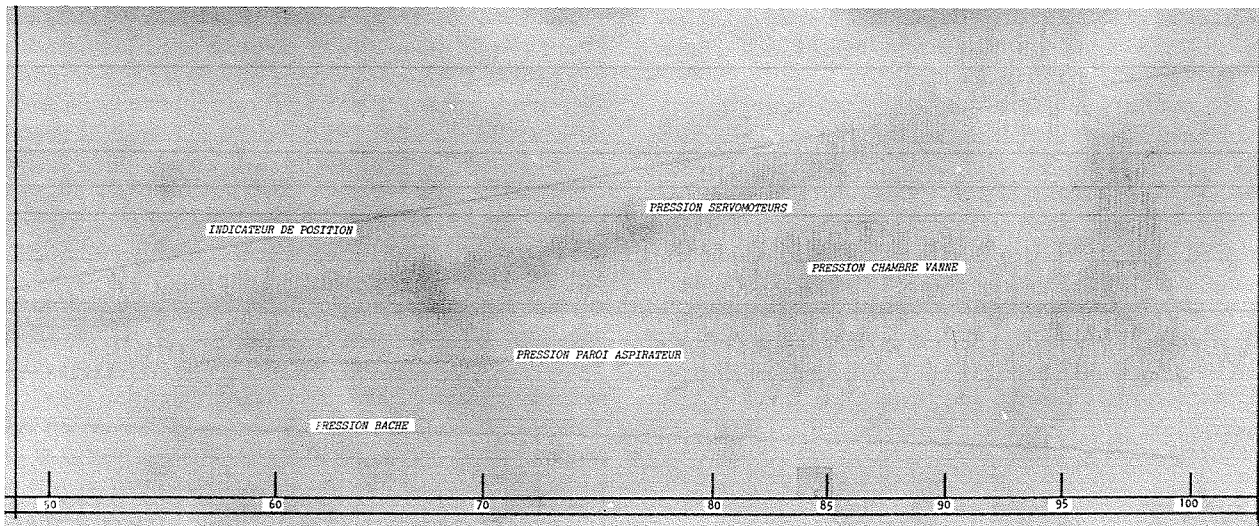 PRESSION SERVOMOTEURS
INDICATEUR DE POSITION
PRESSION CHAMBRE VANNE
PRESSION PAROI ASPIRATEUR
PRESSION BACHE
50 60 70 80 85 90 95 100